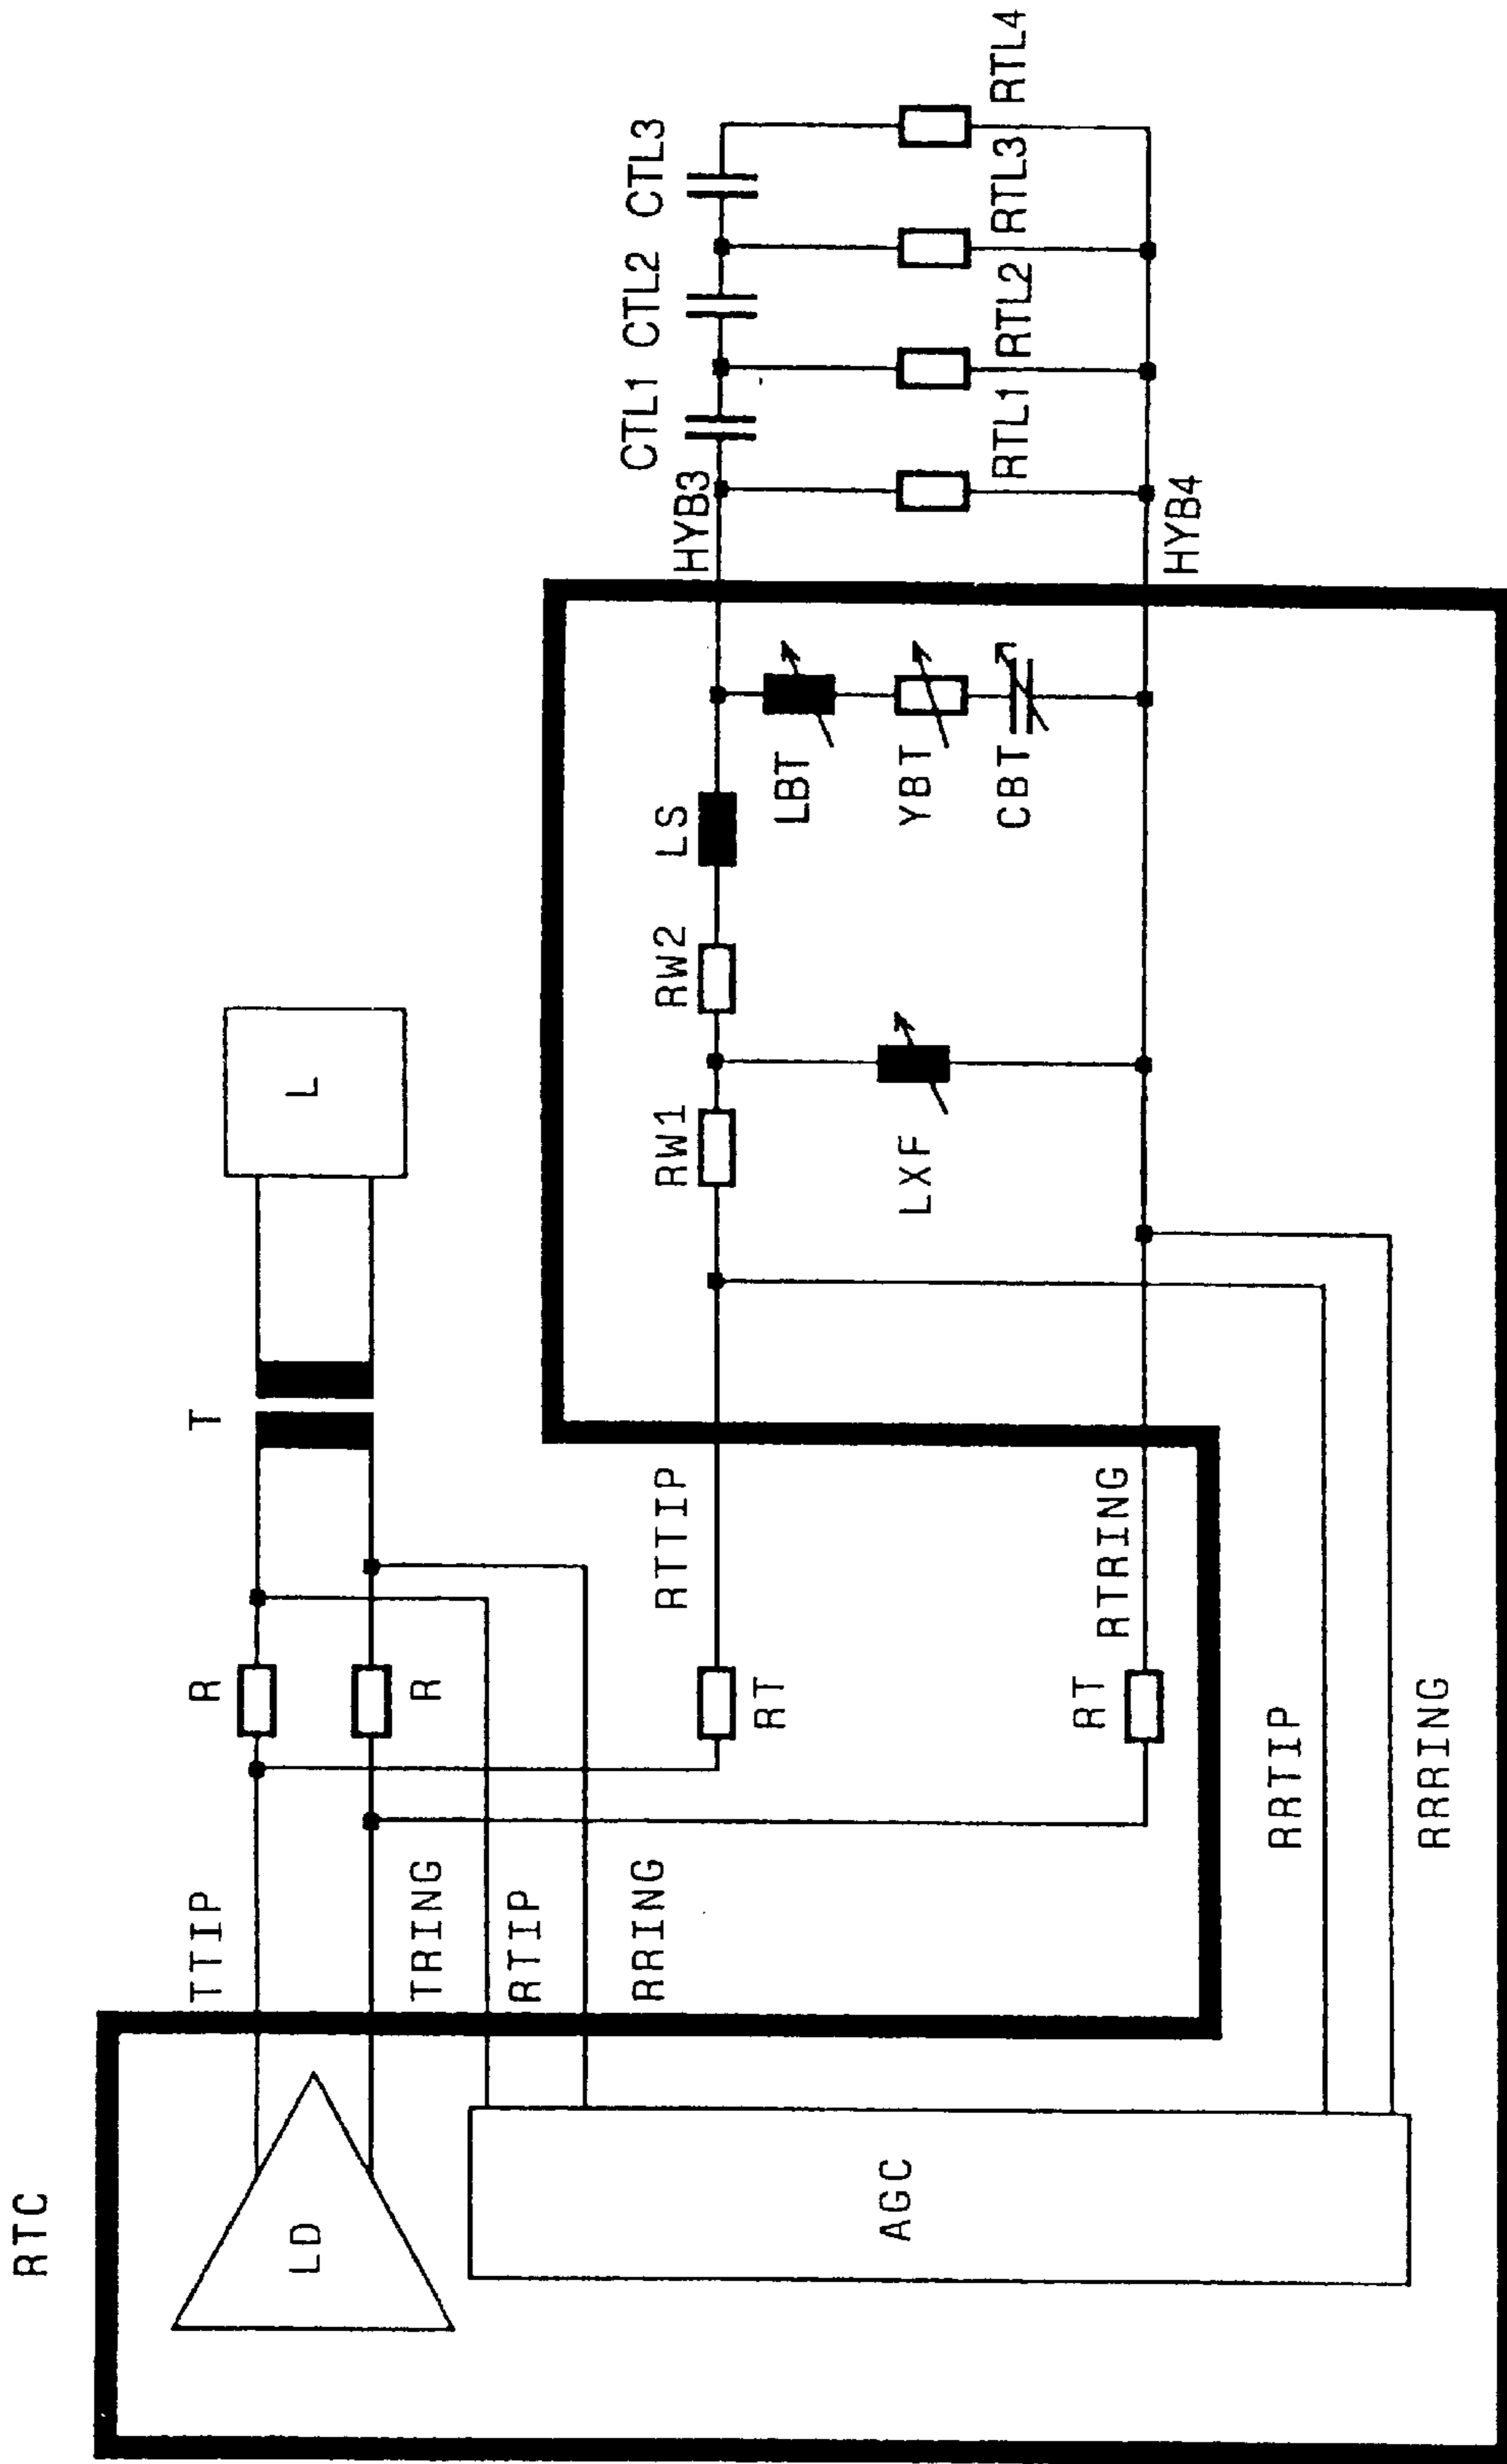 RTC
LD
AGC
TTIP
TRING
RTIP
RRING
R
R
T
L
RT
RTTIP
RT
RTRING
RRTIP
RRRING
RW1
RW2
LS
LXF
LBT
YBT
CBT
HYB3
HYB4
CTL1
CTL2
CTL3
RTL1
RTL2
RTL3
RTL4